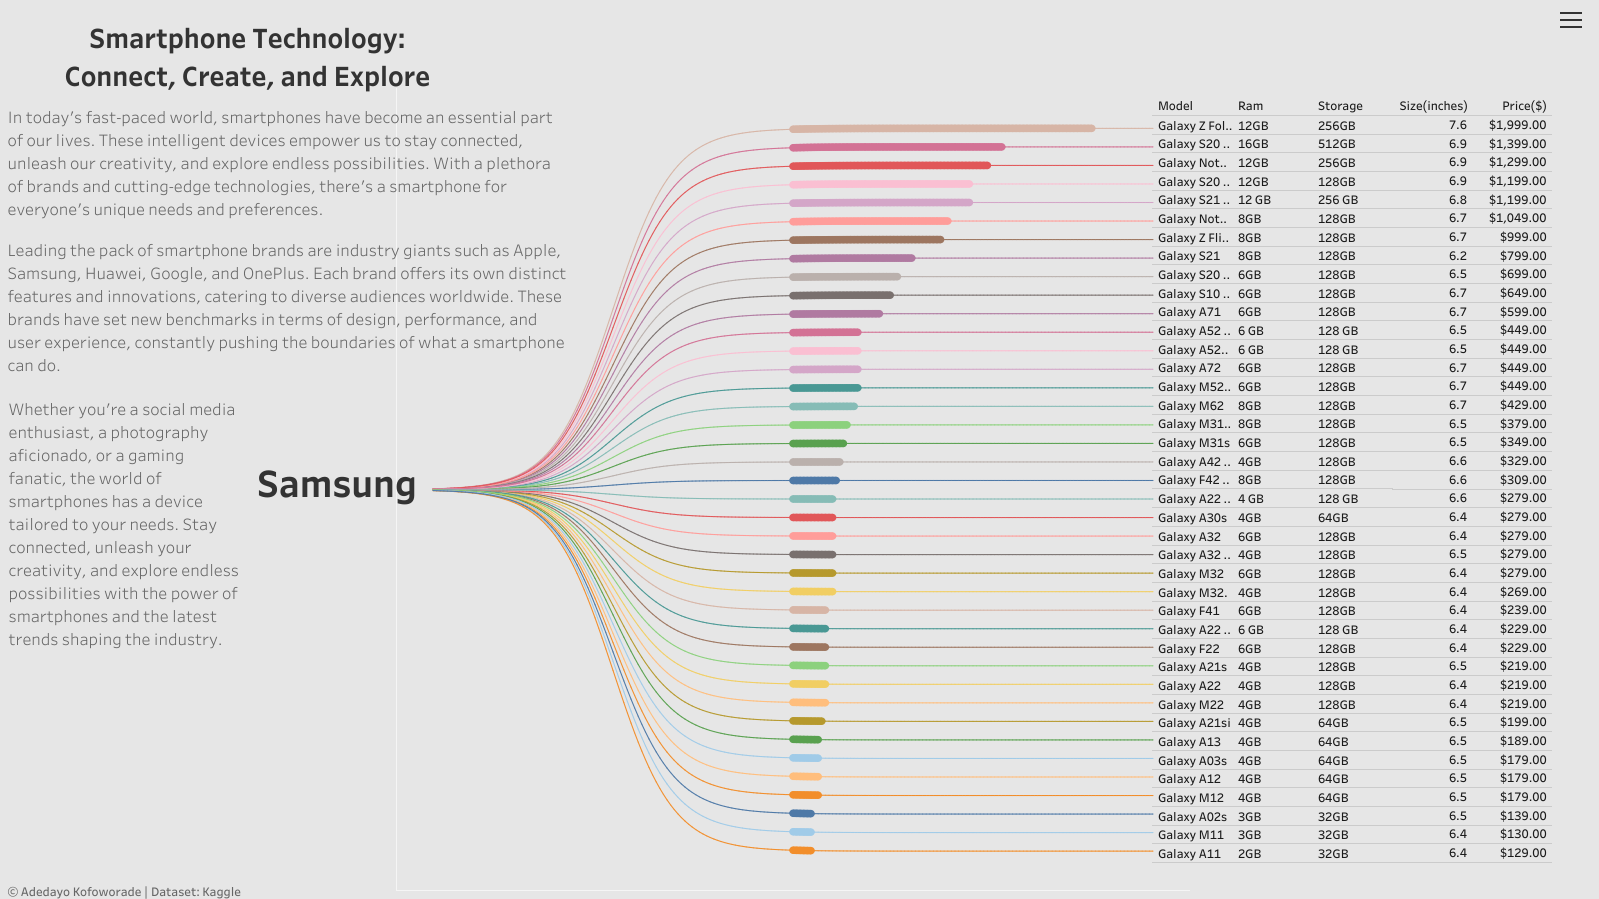 Smartphone Technology:
Connect, Create, and Explore
In today's fast-paced world, smartphones have become an essential part
of our lives. These intelligent devices empower us to stay connected,
unleash our creativity, and explore endless possibilities. With a plethora
of brands and cutting-edge technologies, there's a smartphone for
everyone's unique needs and preferences.
Leading the pack of smartphone brands are industry giants such as Apple,
Samsung, Huawei, Google, and OnePlus. Each brand offers its own distinct
features and innovations, catering to diverse audiences worldwide. These
brands have set new benchmarks in terms of design, performance, and
user experience, constantly pushing the boundaries of what a smartphone
can do.
Whether you're a social media
enthusiast, a photography
aficionado, or a gaming
fanatic, the world of
smartphones has a device
tailored to your needs. Stay
connected, unleash your
creativity, and explore endless
possibilities with the power of
smartphones and the latest
trends shaping the industry.
Samsung
Model Ram Storage Size(inches) Price($)
Galaxy Z Fol.. 12GB 256GB 7.6 $1,999.00
Galaxy S20 .. 16GB 512GB 6.9 $1,399.00
Galaxy Not.. 12GB 256GB 6.9 $1,299.00
Galaxy S20 .. 12GB 128GB 6.9 $1,199.00
Galaxy S21 .. 12 GB 256 GB 6.8 $1,199.00
Galaxy Not.. 8GB 128GB 6.7 $1,049.00
Galaxy Z Fli.. 8GB 128GB 6.7 $999.00
Galaxy S21 8GB 128GB 6.2 $799.00
Galaxy S20 .. 6GB 128GB 6.5 $699.00
Galaxy S10 .. 6GB 128GB 6.7 $649.00
Galaxy A71 6GB 128GB 6.7 $599.00
Galaxy A52 .. 6 GB 128 GB 6.5 $449.00
Galaxy A52.. 6 GB 128 GB 6.5 $449.00
Galaxy A72 6GB 128GB 6.7 $449.00
Galaxy M52.. 6GB 128GB 6.7 $449.00
Galaxy M62 8GB 128GB 6.7 $429.00
Galaxy M31.. 8GB 128GB 6.5 $379.00
Galaxy M31s 6GB 128GB 6.5 $349.00
Galaxy A42 .. 4GB 128GB 6.6 $329.00
Galaxy F42 .. 8GB 128GB 6.6 $309.00
Galaxy A22 .. 4 GB 128 GB 6.6 $279.00
Galaxy A30s 4GB 64GB 6.4 $279.00
Galaxy A32 6GB 128GB 6.4 $279.00
Galaxy A32 .. 4GB 128GB 6.5 $279.00
Galaxy M32 6GB 128GB 6.4 $279.00
Galaxy M32. 4GB 128GB 6.4 $269.00
Galaxy F41 6GB 128GB 6.4 $239.00
Galaxy A22 .. 6 GB 128 GB 6.4 $229.00
Galaxy F22 6GB 128GB 6.4 $229.00
Galaxy A21s 4GB 128GB 6.5 $219.00
Galaxy A22 4GB 128GB 6.4 $219.00
Galaxy M22 4GB 128GB 6.4 $219.00
Galaxy A21si 4GB 64GB 6.5 $199.00
Galaxy A13 4GB 64GB 6.5 $189.00
Galaxy A03s 4GB 64GB 6.5 $179.00
Galaxy A12 4GB 64GB 6.5 $179.00
Galaxy M12 4GB 64GB 6.5 $179.00
Galaxy A02s 3GB 32GB 6.5 $139.00
Galaxy M11 3GB 32GB 6.4 $130.00
Galaxy A11 2GB 32GB 6.4 $129.00
© Adedayo Kofoworade | Dataset: Kaggle